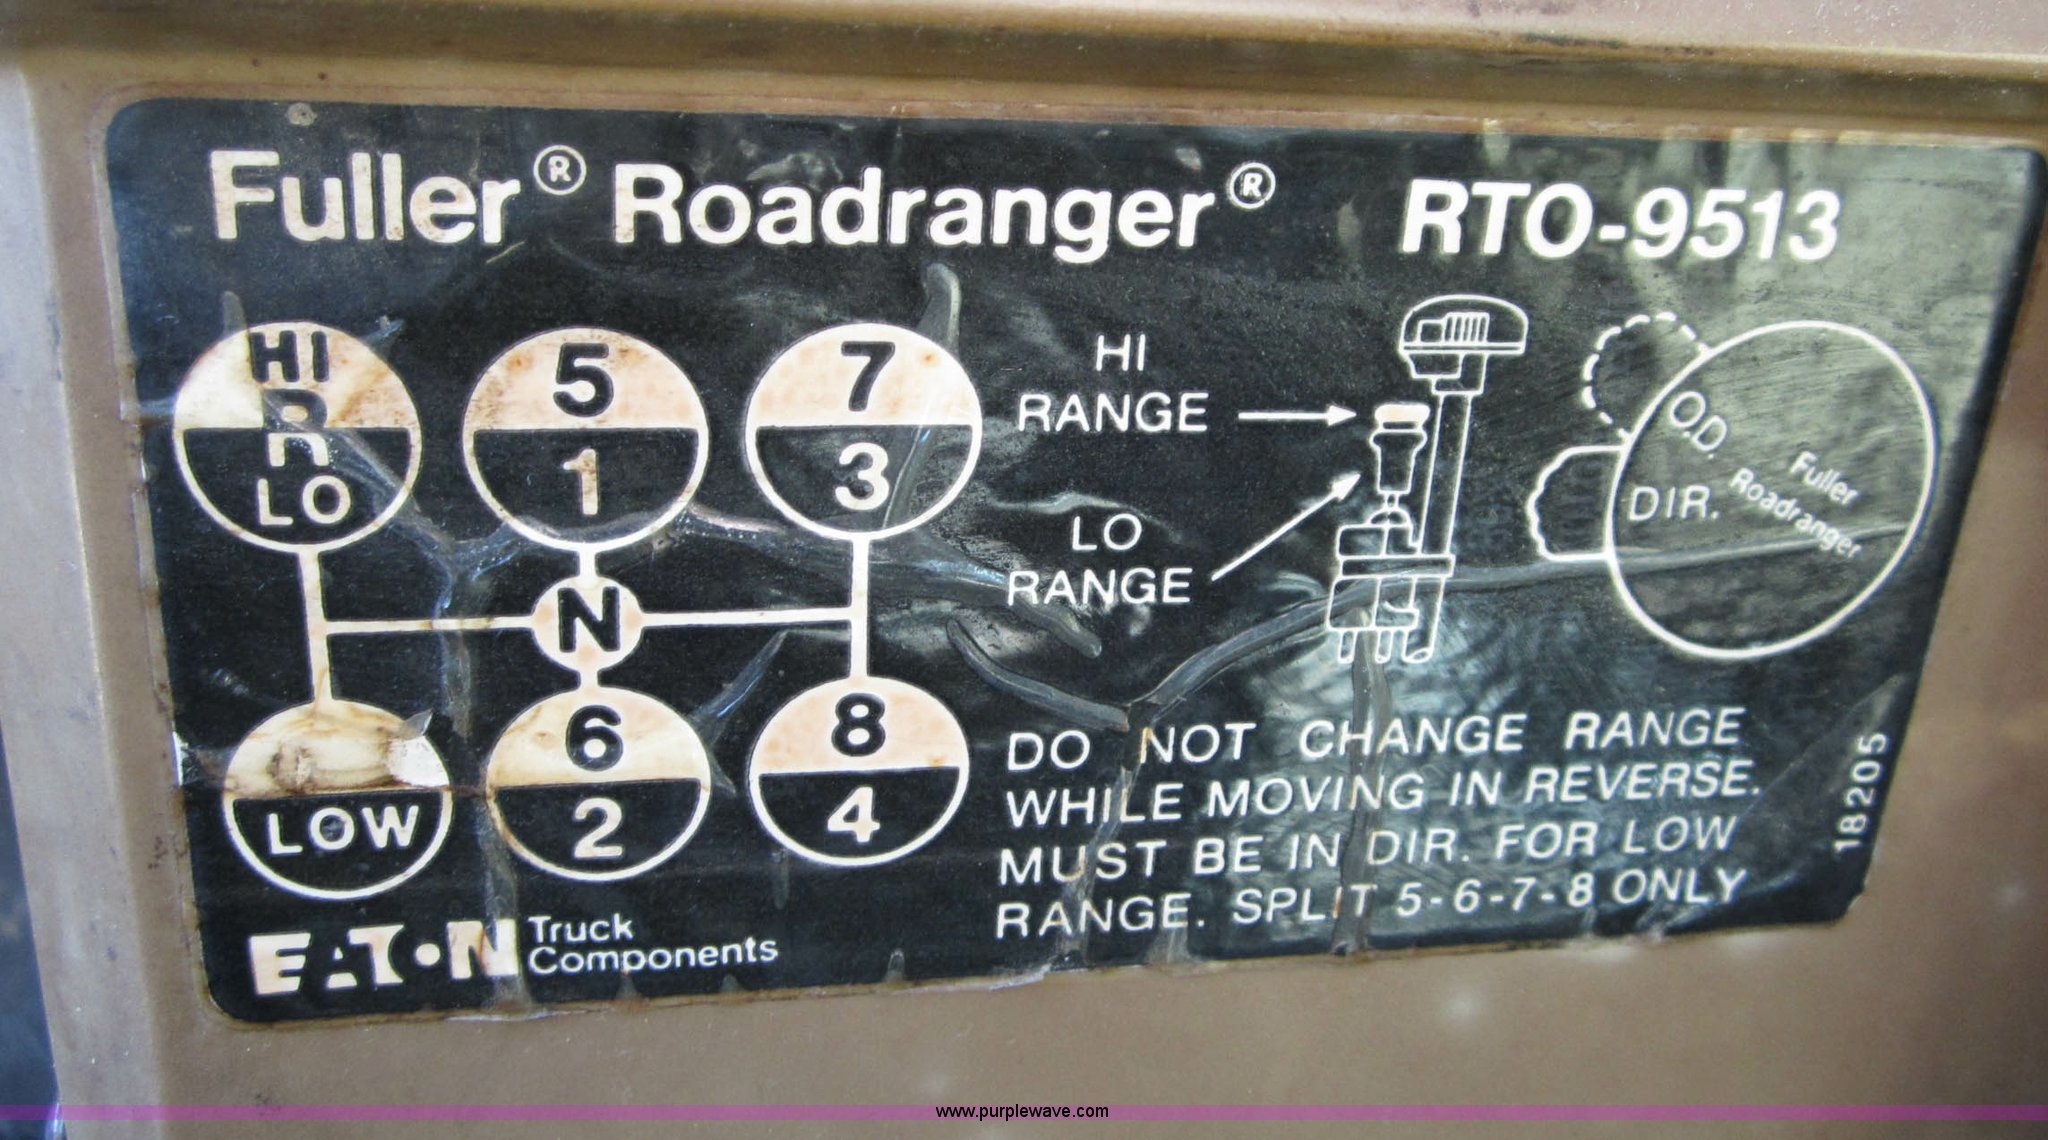 Fuller® Roadranger® RTO-9513
HI
R
LO
5
1
7
3
HI
RANGE
LO
RANGE
O.D.
DIR.
Fuller
Roadranger
N
LOW
6
2
8
4
DO NOT CHANGE RANGE
WHILE MOVING IN REVERSE.
MUST BE IN DIR. FOR LOW
RANGE. SPLIT 5-6-7-8 ONLY
18205
EATON Truck
Components
www.purplewave.com